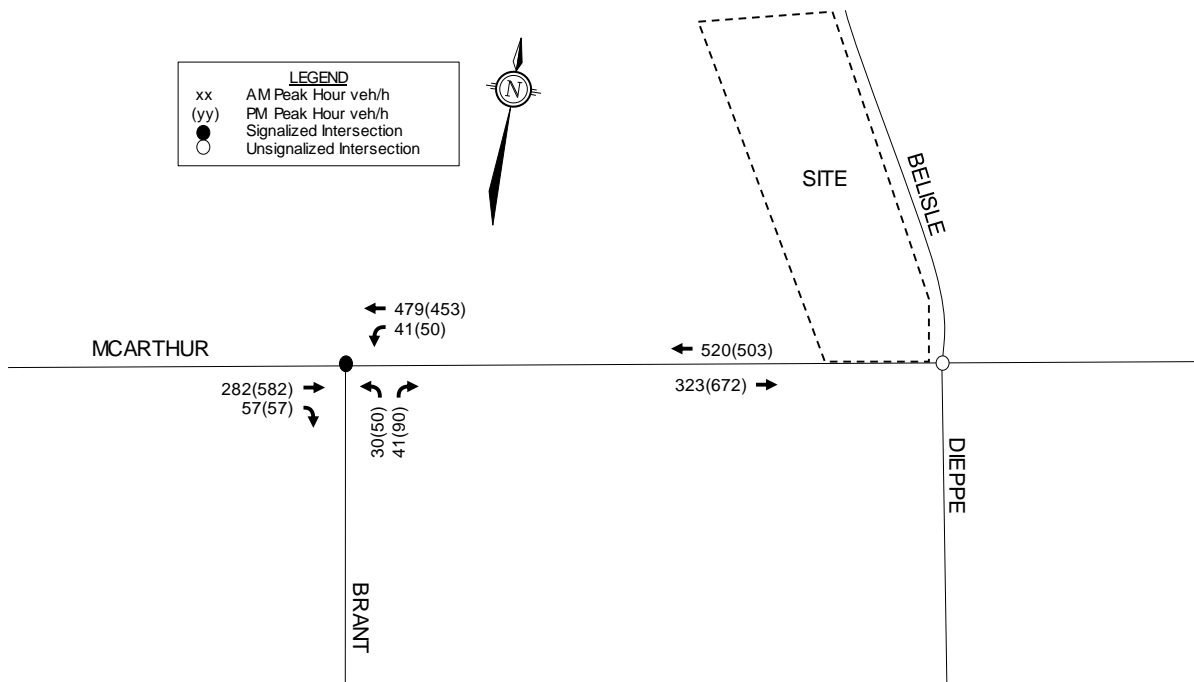 LEGEND
xx AM Peak Hour veh/h
(yy) PM Peak Hour veh/h
Signalized Intersection
Unsignalized Intersection
N
SITE
BELISLE
479(453)
41(50)
MCARTHUR
520(503)
282(582)
57(57)
323(672)
30(50)
41(90)
DIEPPE
BRANT